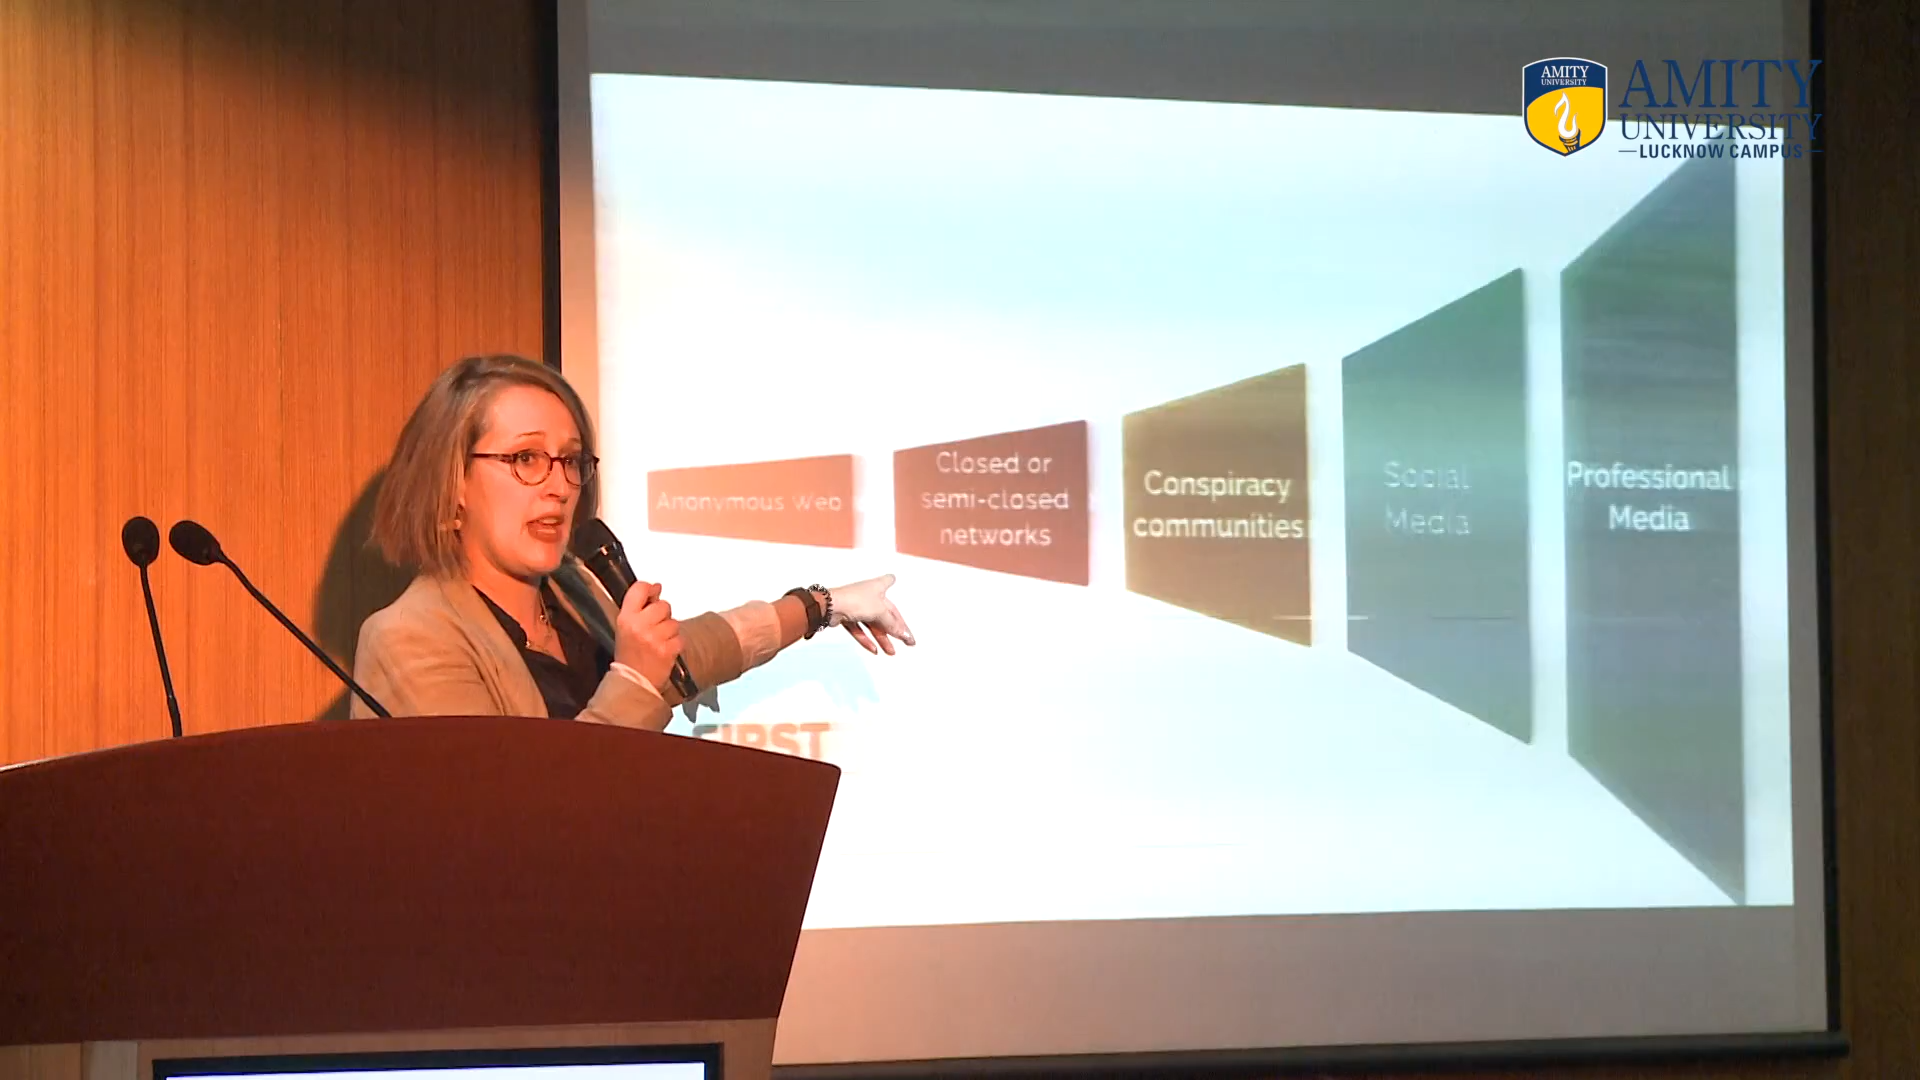 AMITY
UNIVERSITY
AMITY
UNIVERSITY
LUCKNOW CAMPUS
Anonymous Web
Closed or
semi-closed
networks
Conspiracy
communities
Social
Media
Professional
Media
FIRST